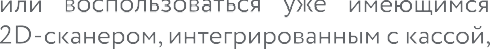 или воспользоваться уже имеющимся
2D-сканером, интегрированным с кассой,